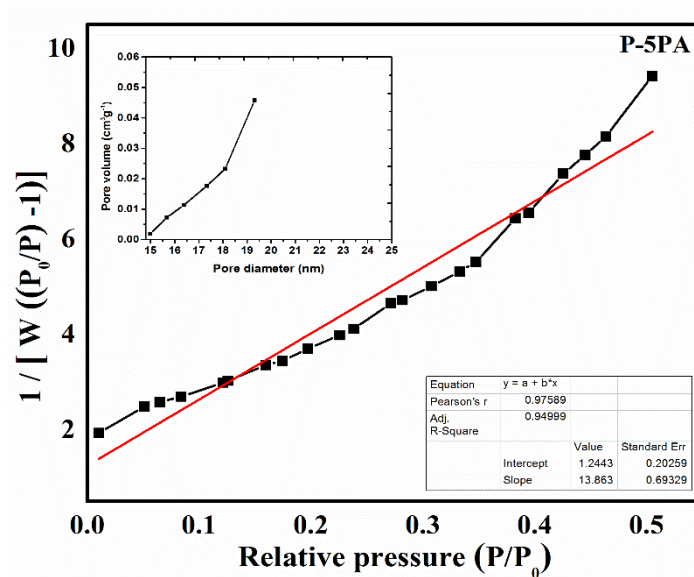 P-5PA
1 / [ W ((P₀/P) -1)]
10
8
6
4
2
0.0 0.1 0.2 0.3 0.4 0.5
Relative pressure (P/P₀)
Pore volume (cm³g⁻¹)
0.06
0.05
0.04
0.03
0.02
0.01
0.00
15 16 17 18 19 20 21 22 23 24 25
Pore diameter (nm)
Equation y = a + b*x
Pearson's r 0.97589
Adj. 0.94999
R-Square
Value Standard Err
Intercept 1.2443 0.20259
Slope 13.863 0.69329